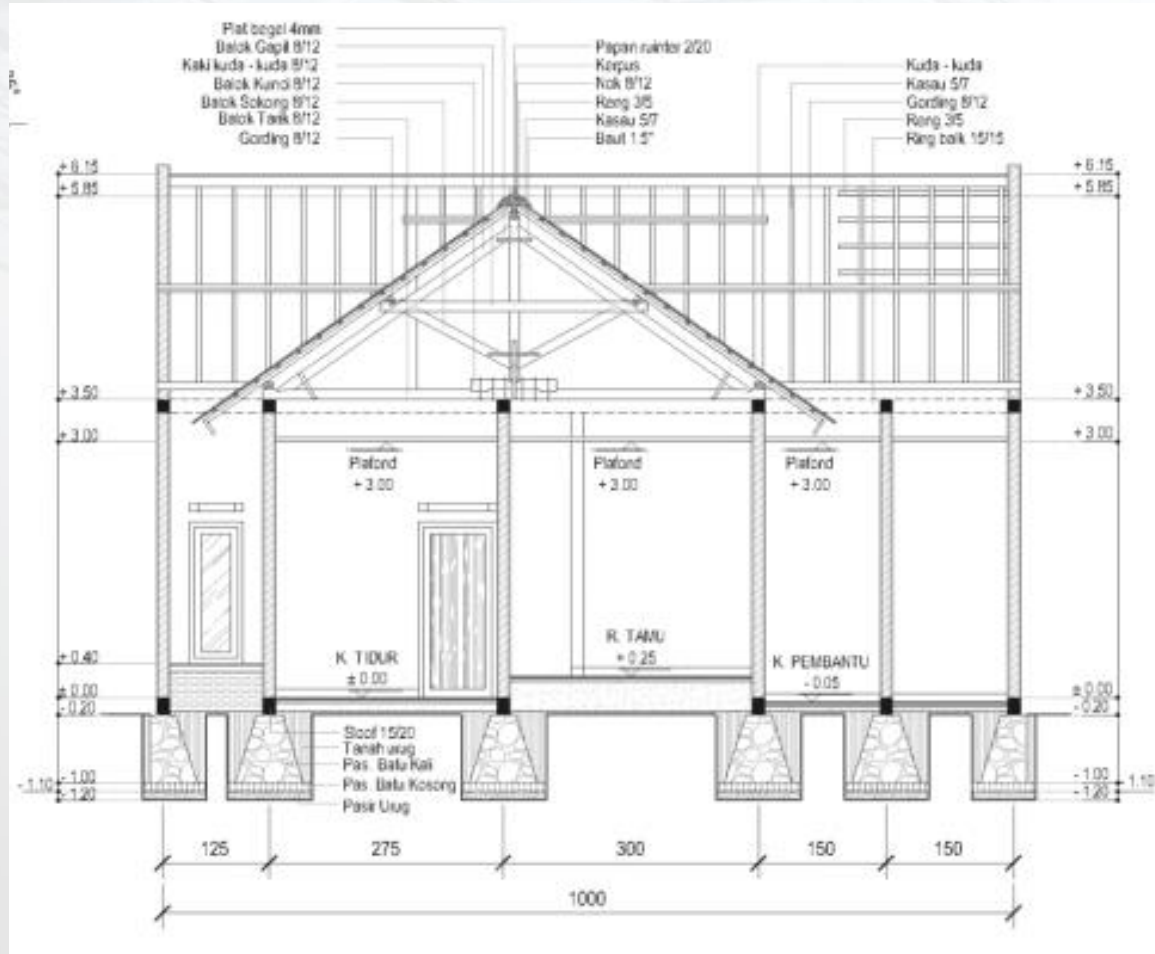 Plat begel 4mm
Balok Gapit 8/12
Kaki kuda - kuda 8/12
Balok Kunci 8/12
Balok Sokong 8/12
Balok Tarik 8/12
Gording 8/12
Papan ruinter 2/20
Kerpus
Nok 8/12
Reng 3/5
Kasau 5/7
Baut 1.5"
Kuda - kuda
Kasau 5/7
Gording 8/12
Reng 3/5
Ring balk 15/15
+ 6.15
+ 5.85
+ 3.50
+ 3.00
+ 0.40
± 0.00
- 0.20
- 1.00
- 1.10
- 1.20
+ 6.15
+ 5.85
+ 3.50
+ 3.00
± 0.00
- 0.20
- 1.00
1.10
- 1.20
Plafond
+ 3.00
Plafond
+ 3.00
Plafond
+ 3.00
K. TIDUR
± 0.00
R. TAMU
+ 0.25
K. PEMBANTU
- 0.05
Sloof 15/20
Tanah urug
Pas. Batu Kali
Pas. Batu Kosong
Pasir Urug
125
275
300
150
150
1000